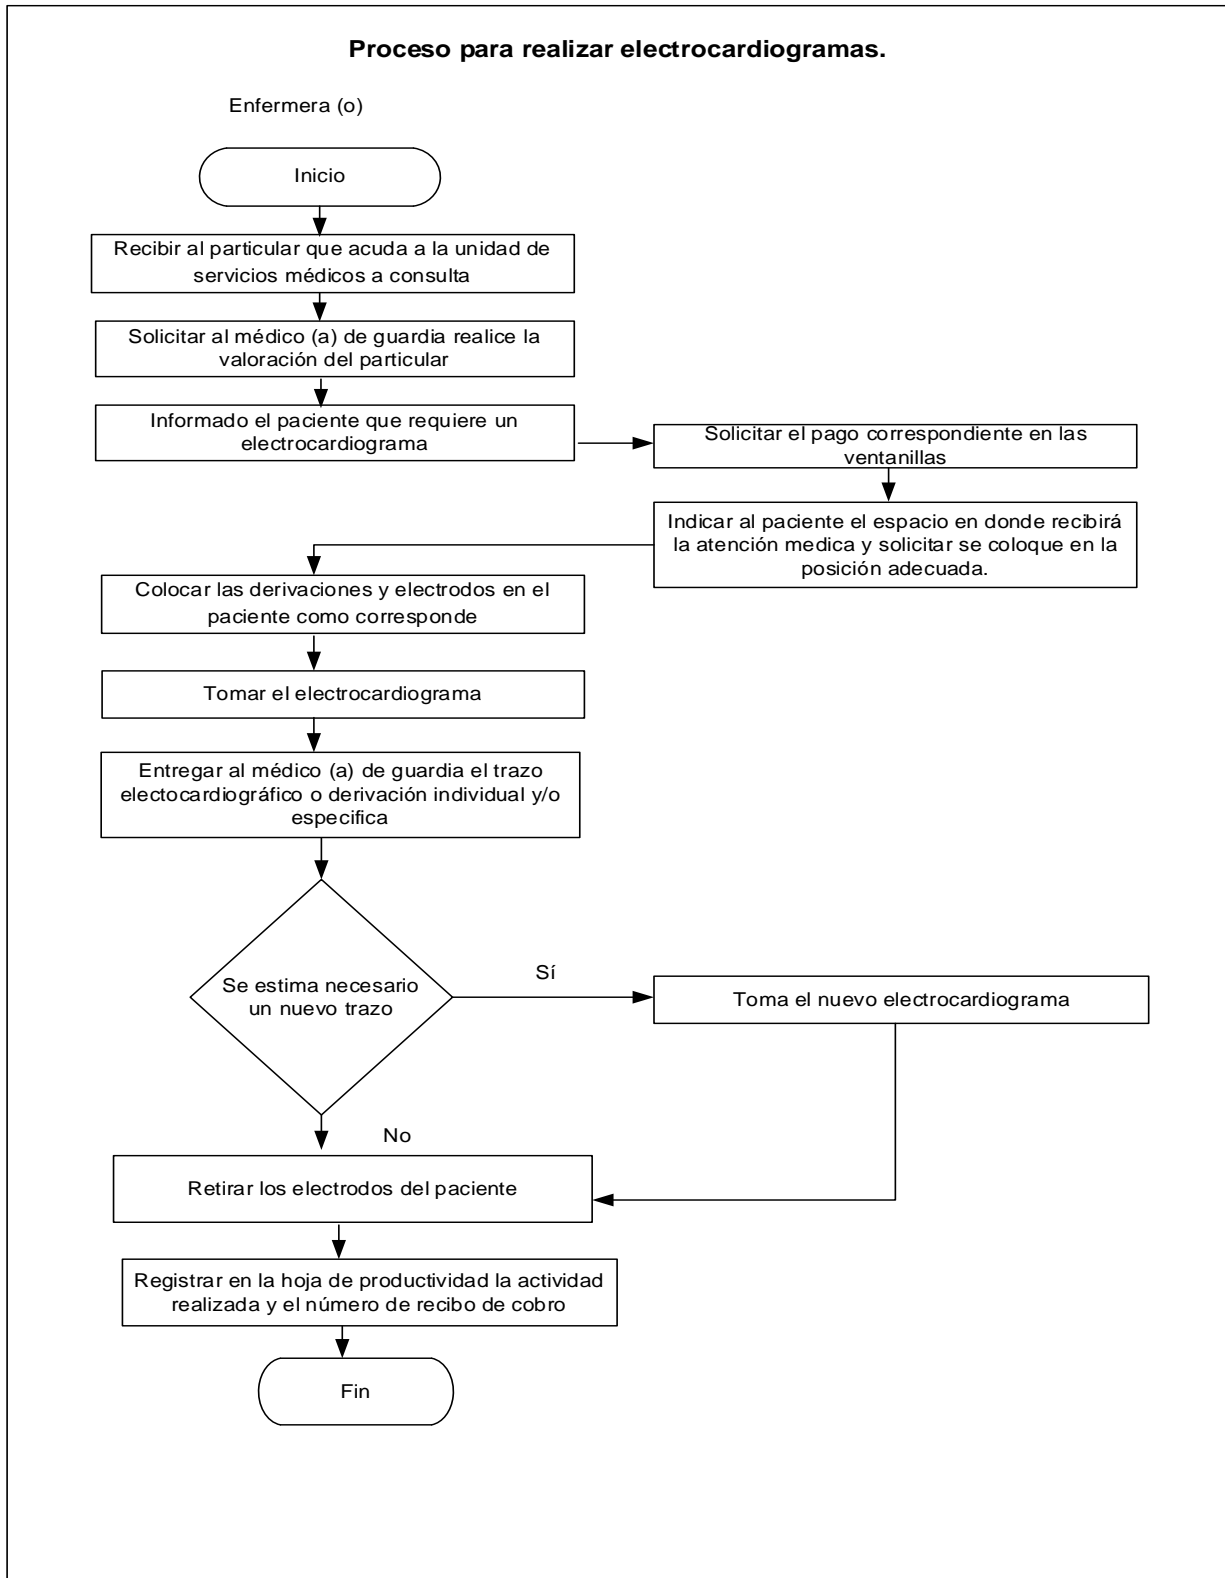 Proceso para realizar electrocardiogramas.
Enfermera (o)
Inicio
Recibir al particular que acuda a la unidad de
servicios médicos a consulta
Solicitar al médico (a) de guardia realice la
valoración del particular
Informado el paciente que requiere un
electrocardiograma
Solicitar el pago correspondiente en las
ventanillas
Indicar al paciente el espacio en donde recibirá
la atención medica y solicitar se coloque en la
posición adecuada.
Colocar las derivaciones y electrodos en el
paciente como corresponde
Tomar el electrocardiograma
Entregar al médico (a) de guardia el trazo
electocardiográfico o derivación individual y/o
especifica
Se estima necesario
un nuevo trazo
Sí
Toma el nuevo electrocardiograma
No
Retirar los electrodos del paciente
Registrar en la hoja de productividad la actividad
realizada y el número de recibo de cobro
Fin